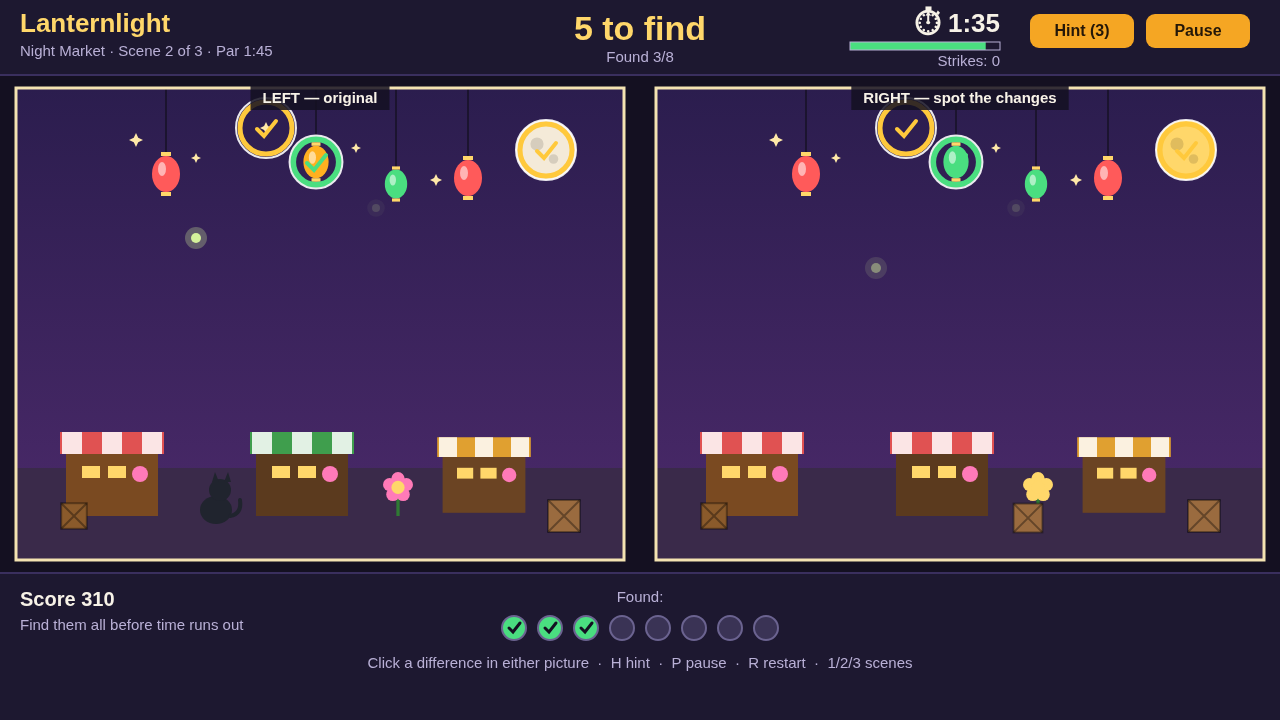 Lanternlight
Night Market · Scene 2 of 3 · Par 1:45
5 to find
Found 3/8
1:35
Strikes: 0
Hint (3)
Pause
LEFT — original
RIGHT — spot the changes
Score 310
Find them all before time runs out
Found:
Click a difference in either picture · H hint · P pause · R restart · 1/2/3 scenes